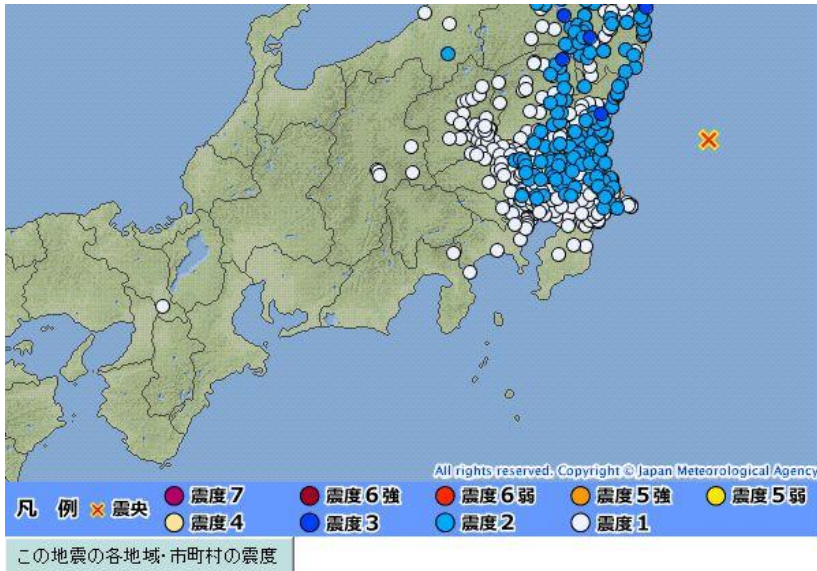 All rights reserved. Copyright © Japan Meteorological Agency
凡 例 × 震央 震度7 震度6強 震度6弱 震度5強 震度5弱
震度4 震度3 震度2 震度1
この地震の各地域・市町村の震度